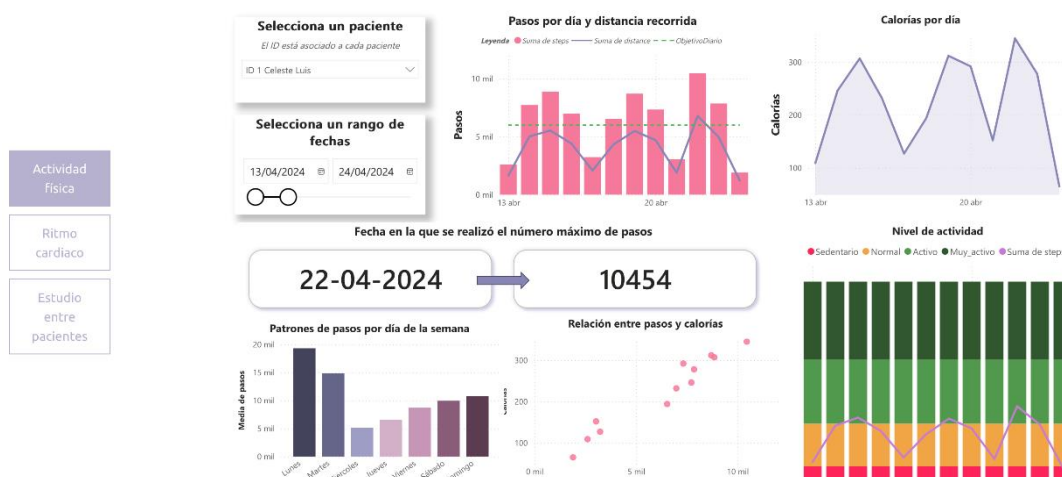 Actividad
física
Ritmo
cardiaco
Estudio
entre
pacientes
Selecciona un paciente
El ID está asociado a cada paciente
ID 1 Celeste Luis
Selecciona un rango de
fechas
13/04/2024
24/04/2024
Pasos por día y distancia recorrida
Leyenda Suma de steps Suma de distance ObjetivoDiario
Pasos
10 mil
5 mil
0 mil
13 abr
20 abr
Calorías por día
Calorías
300
200
100
13 abr
20 abr
Fecha en la que se realizó el número máximo de pasos
22-04-2024
10454
Patrones de pasos por día de la semana
Media de pasos
20 mil
15 mil
10 mil
5 mil
0 mil
Lunes
Martes
Jueves
Viernes
Sábado
Relación entre pasos y calorías
300
200
100
0 mil
5 mil
10 mil
Nivel de actividad
Sedentario Normal Activo Muy_activo Suma de steps